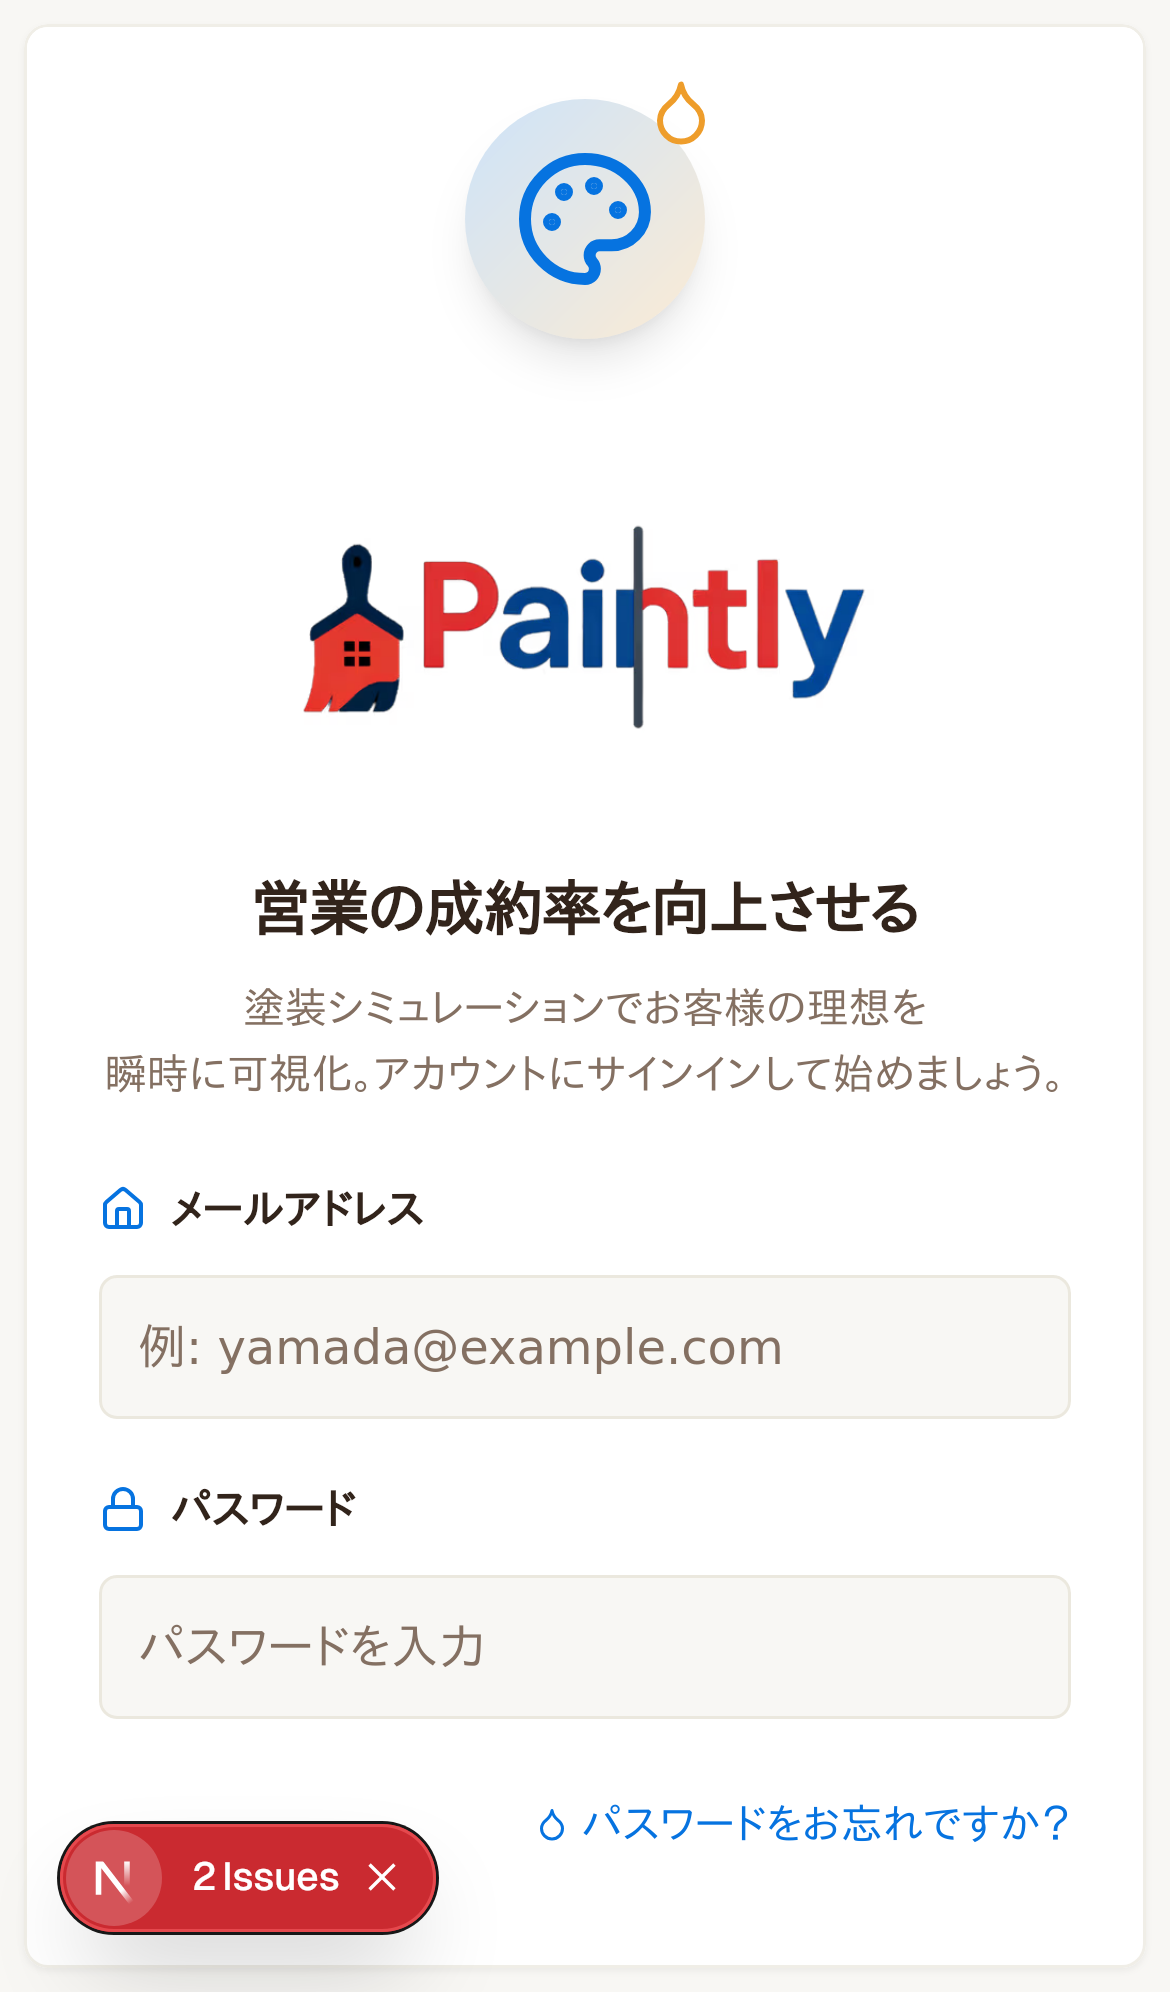 Paintly
営業の成約率を向上させる
塗装シミュレーションでお客様の理想を
瞬時に可視化。アカウントにサインインして始めましょう。
メールアドレス
例: yamada@example.com
パスワード
パスワードを入力
パスワードをお忘れですか？
N 2 Issues